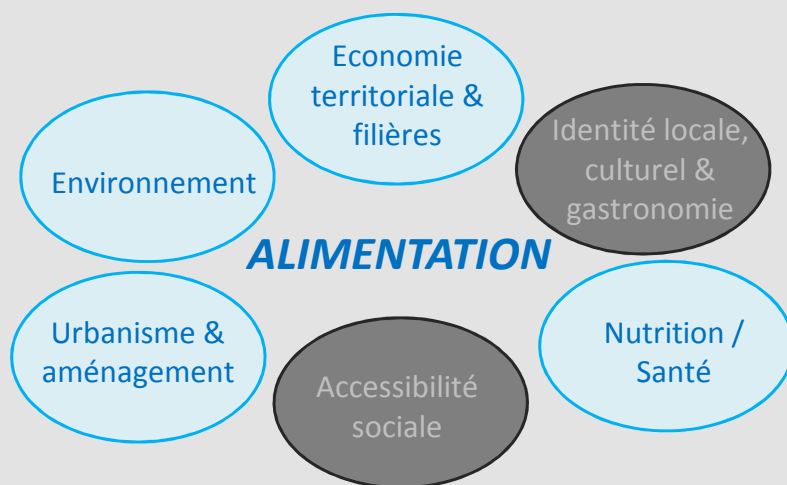 Economie
territoriale &
filières
Identité locale,
culturel &
gastronomie
Environnement
ALIMENTATION
Urbanisme &
aménagement
Nutrition /
Santé
Accessibilité
sociale